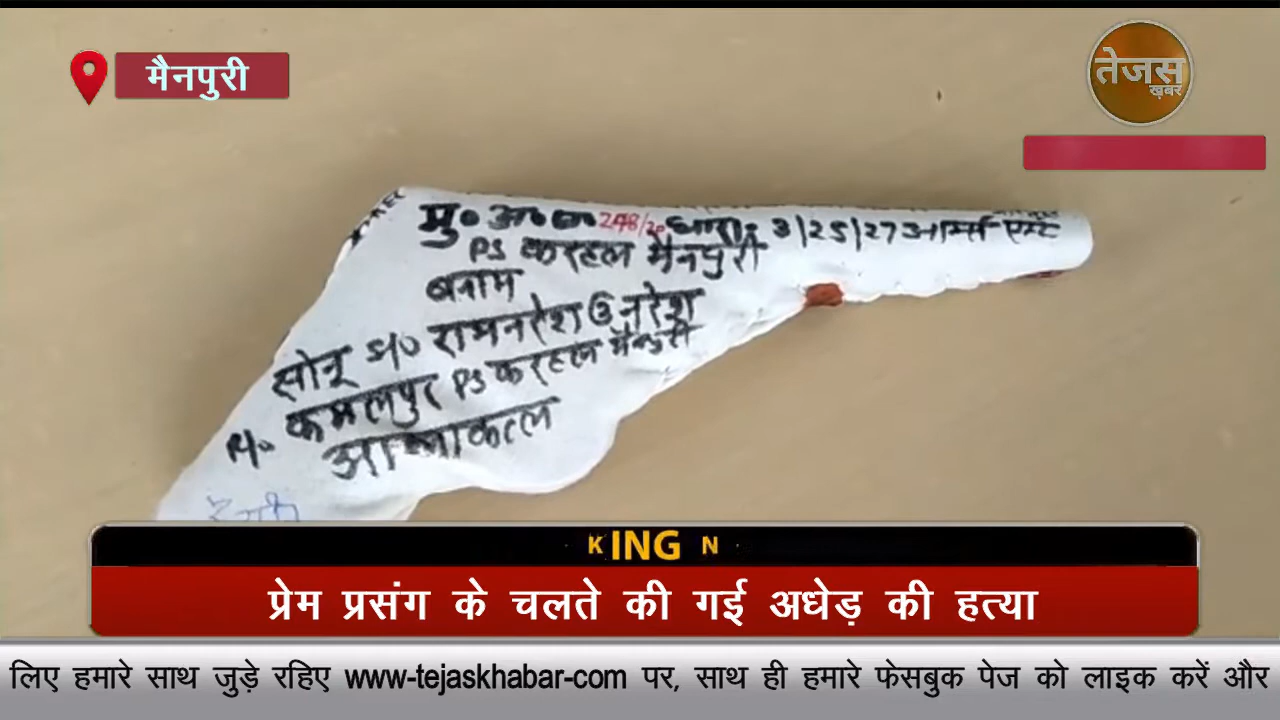 मैनपुरी
तेजस
ख़बर
मु० अ० स० 248/20 धारा: 3/25/27 आर्म्स एक्ट
PS करहल मैनपुरी
बनाम
सोनू S/o रामनरेश @ नरेश
R/o कमलपुर PS करहल मैनपुरी
आलाकत्ल
K ING N
प्रेम प्रसंग के चलते की गई अधेड़ की हत्या
लिए हमारे साथ जुड़े रहिए www-tejaskhabar-com पर, साथ ही हमारे फेसबुक पेज को लाइक करें और